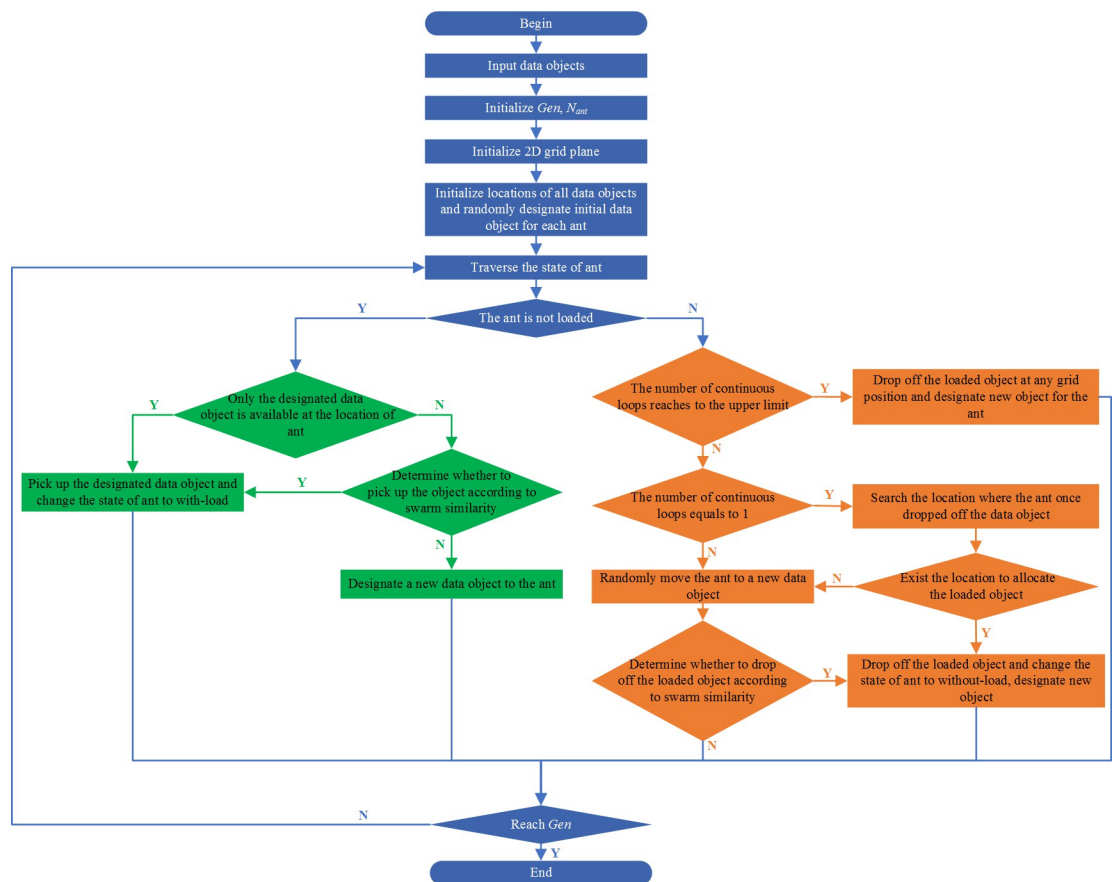 Begin
Input data objects
Initialize Gen, Nant
Initialize 2D grid plane
Initialize locations of all data objects
and randomly designate initial data
object for each ant
Traverse the state of ant
Y
The ant is not loaded
N
Only the designated data
object is available at the location of
ant
Y
N
The number of continuous
loops reaches to the upper limit
Y
Drop off the loaded object at any grid
position and designate new object for the
ant
N
Pick up the designated data object and
change the state of ant to with-load
Y
Determine whether to
pick up the object according to
swarm similarity
N
The number of continuous
loops equals to 1
Y
Search the location where the ant once
dropped off the data object
N
Designate a new data object to the ant
Randomly move the ant to a new data
object
N
Exist the location to allocate
the loaded object
Y
Determine whether to drop
off the loaded object according
to swarm similarity
Y
Drop off the loaded object and change the
state of ant to without-load, designate new
object
N
N
Reach Gen
Y
End